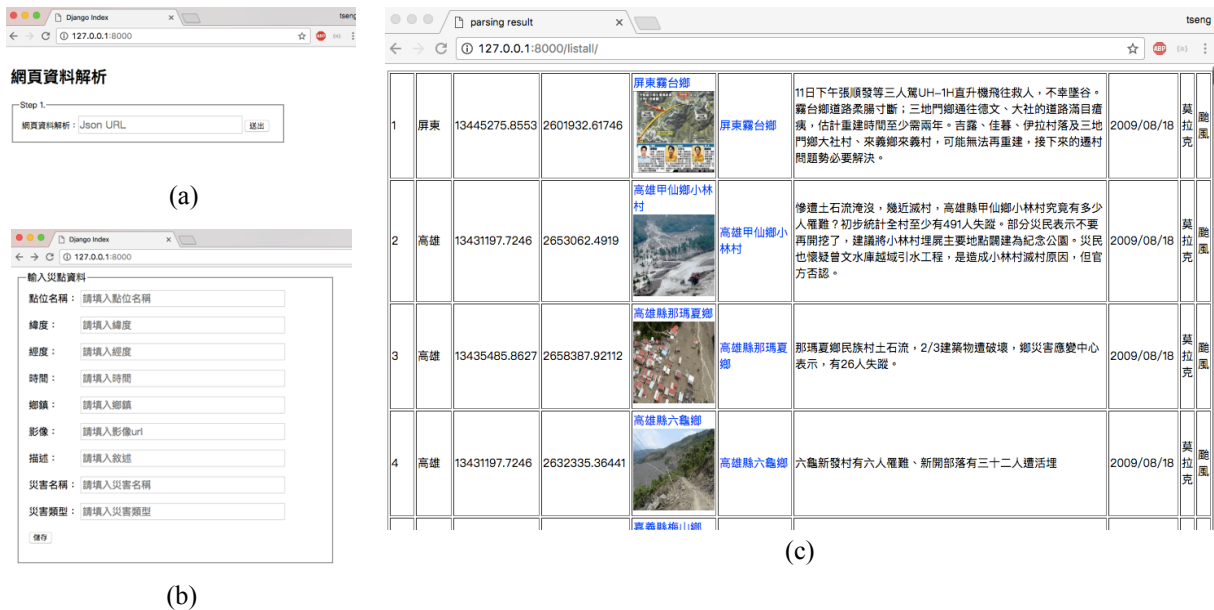 Django Index
tseng
127.0.0.1:8000
網頁資料解析
Step 1.
網頁資料解析：Json URL 送出
(a)
Django Index
127.0.0.1:8000
輸入災點資料
點位名稱：請填入點位名稱
緯度：請填入緯度
經度：請填入經度
時間：請填入時間
鄉鎮：請填入鄉鎮
影像：請填入影像url
描述：請填入敘述
災害名稱：請填入災害名稱
災害類型：請填入災害類型
儲存
(b)
parsing result
tseng
127.0.0.1:8000/listall/
ABP
1
屏東
13445275.8553
2601932.61746
屏東霧台鄉
屏東霧台鄉
11日下午張順發等三人駕UH-1H直升機飛往救人，不幸墜谷。
霧台鄉道路柔腸寸斷；三地門鄉通往德文、大社的道路滿目瘡
痍，估計重建時間至少需兩年。吉露、佳暮、伊拉村落及三地
門鄉大社村、來義鄉來義村，可能無法再重建，接下來的遷村
問題勢必要解決。
2009/08/18
莫拉克
颱風
2
高雄
13431197.7246
2653062.4919
高雄甲仙鄉小林
村
高雄甲仙鄉小
林村
慘遭土石流淹沒，幾近滅村，高雄縣甲仙鄉小林村究竟有多少
人罹難？初步統計全村至少有491人失蹤。部分災民表示不要
再開挖了，建議將小林村埋屍主要地點闢建為紀念公園。災民
也懷疑曾文水庫越域引水工程，是造成小林村滅村原因，但官
方否認。
2009/08/18
莫拉克
颱風
3
高雄
13435485.8627
2658387.92112
高雄縣那瑪夏鄉
高雄縣那瑪夏
鄉
那瑪夏鄉民族村土石流，2/3建築物遭破壞，鄉災害應變中心
表示，有26人失蹤。
2009/08/18
莫拉克
颱風
4
高雄
13431197.7246
2632335.36441
高雄縣六龜鄉
高雄縣六龜鄉
六龜新發村有六人罹難、新開部落有三十二人遭活埋
2009/08/18
莫拉克
颱風
嘉義縣梅山鄉
(c)